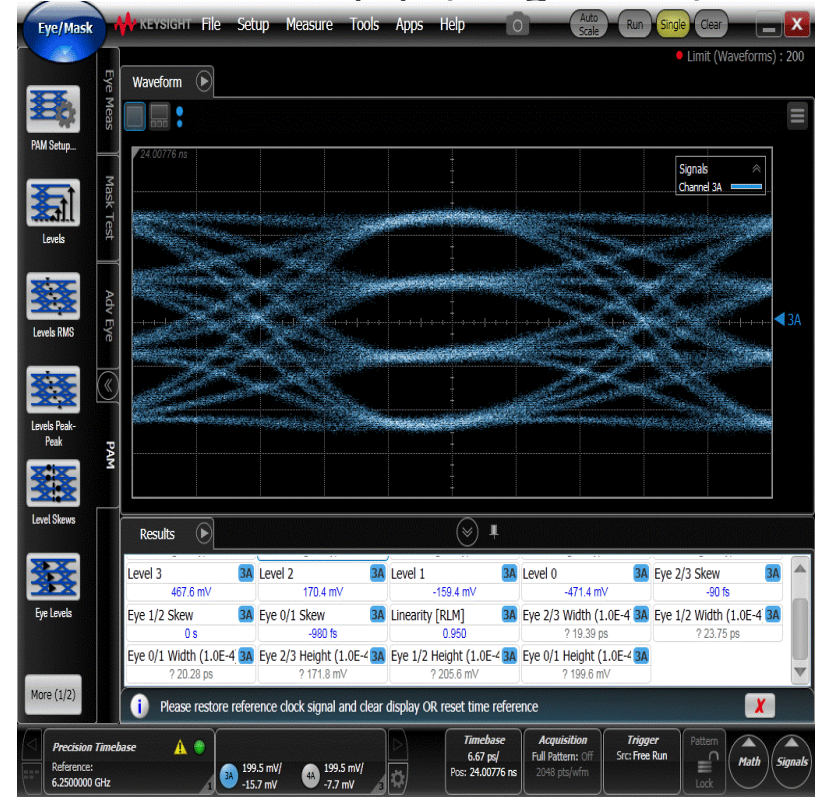 Eye/Mask
KEYSIGHT File Setup Measure Tools Apps Help
Auto Scale Run Single Clear X
Limit (Waveforms) : 200
Eye Meas
Mask Test
Adv Eye
PAM
PAM Setup...
Levels
Levels RMS
Levels Peak-
Peak
Level Skews
Eye Levels
More (1/2)
Waveform
24.00776 ns
Signals
Channel 3A
3A
Results
Level 3 3A Level 2 3A Level 1 3A Level 0 3A Eye 2/3 Skew 3A
467.6 mV 170.4 mV -159.4 mV -471.4 mV -90 fs
Eye 1/2 Skew 3A Eye 0/1 Skew 3A Linearity [RLM] 3A Eye 2/3 Width (1.0E-4) 3A Eye 1/2 Width (1.0E-4) 3A
0 s -980 fs 0.950 ? 19.39 ps ? 23.75 ps
Eye 0/1 Width (1.0E-4) 3A Eye 2/3 Height (1.0E-4 3A Eye 1/2 Height (1.0E-4 3A Eye 0/1 Height (1.0E-4 3A
? 20.28 ps ? 171.8 mV ? 205.6 mV ? 199.6 mV
i Please restore reference clock signal and clear display OR reset time reference X
Precision Timebase
Reference:
6.2500000 GHz
1
3A 199.5 mV/
-15.7 mV
4A 199.5 mV/
-7.7 mV
3
Timebase
6.67 ps/
Pos: 24.00776 ns
Acquisition
Full Pattern: Off
2048 pts/wfm
Trigger
Src: Free Run
Pattern
Lock
Math
Signals